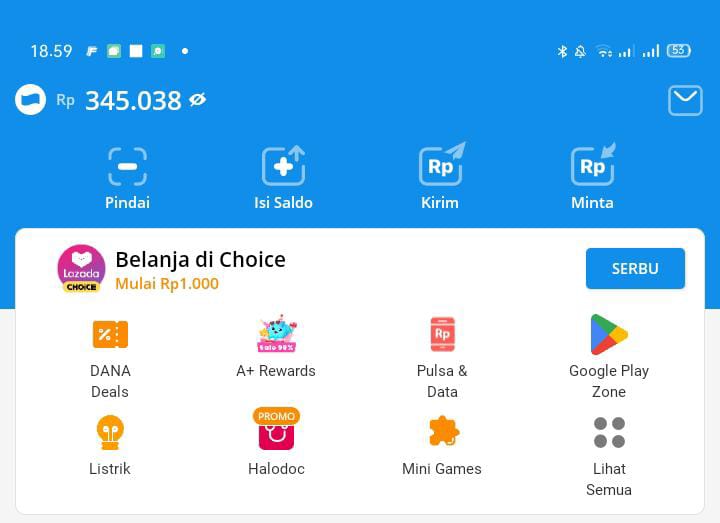 18.59
53
Rp 345.038
Rp
Rp
Pindai
Isi Saldo
Kirim
Minta
Lazada
CHOICE
Belanja di Choice
Mulai Rp1.000
SERBU
%
Sale 99%
Rp
DANA
Deals
A+ Rewards
Pulsa &
Data
Google Play
Zone
PROMO
Listrik
Halodoc
Mini Games
Lihat
Semua